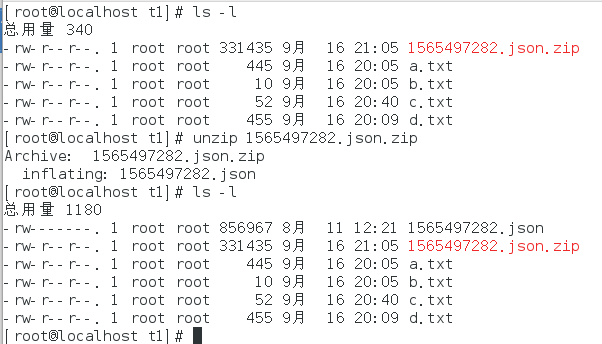 [root@localhost t1]# ls -l
总用量 340
-rw-r--r--. 1 root root 331435 9月  16 21:05 1565497282.json.zip
-rw-r--r--. 1 root root    445 9月  16 20:05 a.txt
-rw-r--r--. 1 root root     10 9月  16 20:05 b.txt
-rw-r--r--. 1 root root     52 9月  16 20:40 c.txt
-rw-r--r--. 1 root root    455 9月  16 20:09 d.txt
[root@localhost t1]# unzip 1565497282.json.zip
Archive:  1565497282.json.zip
  inflating: 1565497282.json
[root@localhost t1]# ls -l
总用量 1180
-rw-------. 1 root root 856967 8月  11 12:21 1565497282.json
-rw-r--r--. 1 root root 331435 9月  16 21:05 1565497282.json.zip
-rw-r--r--. 1 root root    445 9月  16 20:05 a.txt
-rw-r--r--. 1 root root     10 9月  16 20:05 b.txt
-rw-r--r--. 1 root root     52 9月  16 20:40 c.txt
-rw-r--r--. 1 root root    455 9月  16 20:09 d.txt
[root@localhost t1]#